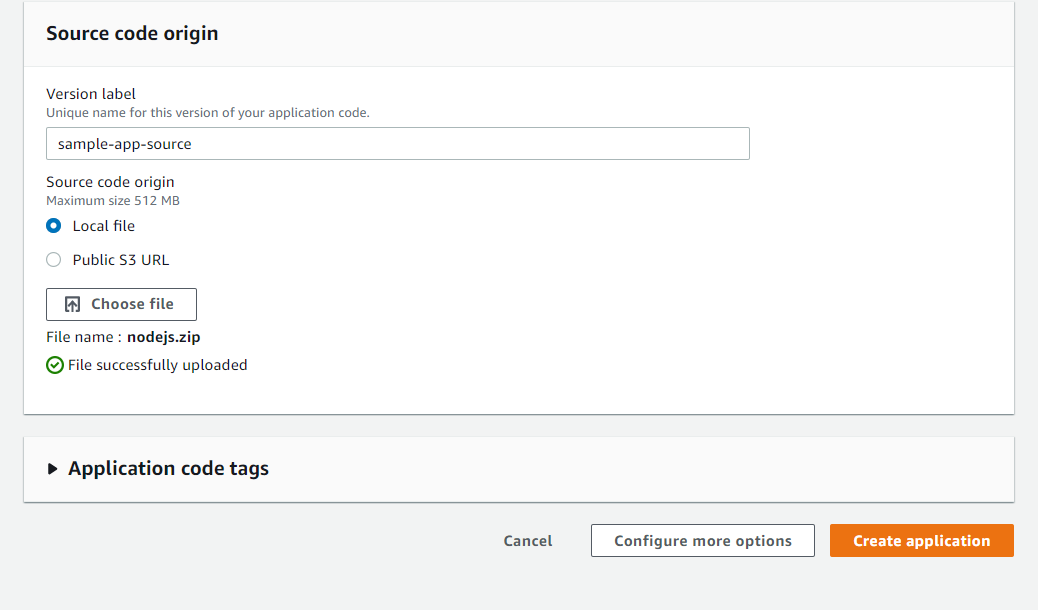 Source code origin
Version label
Unique name for this version of your application code.
sample-app-source
Source code origin
Maximum size 512 MB
Local file
Public S3 URL
Choose file
File name : nodejs.zip
File successfully uploaded
Application code tags
Cancel
Configure more options
Create application